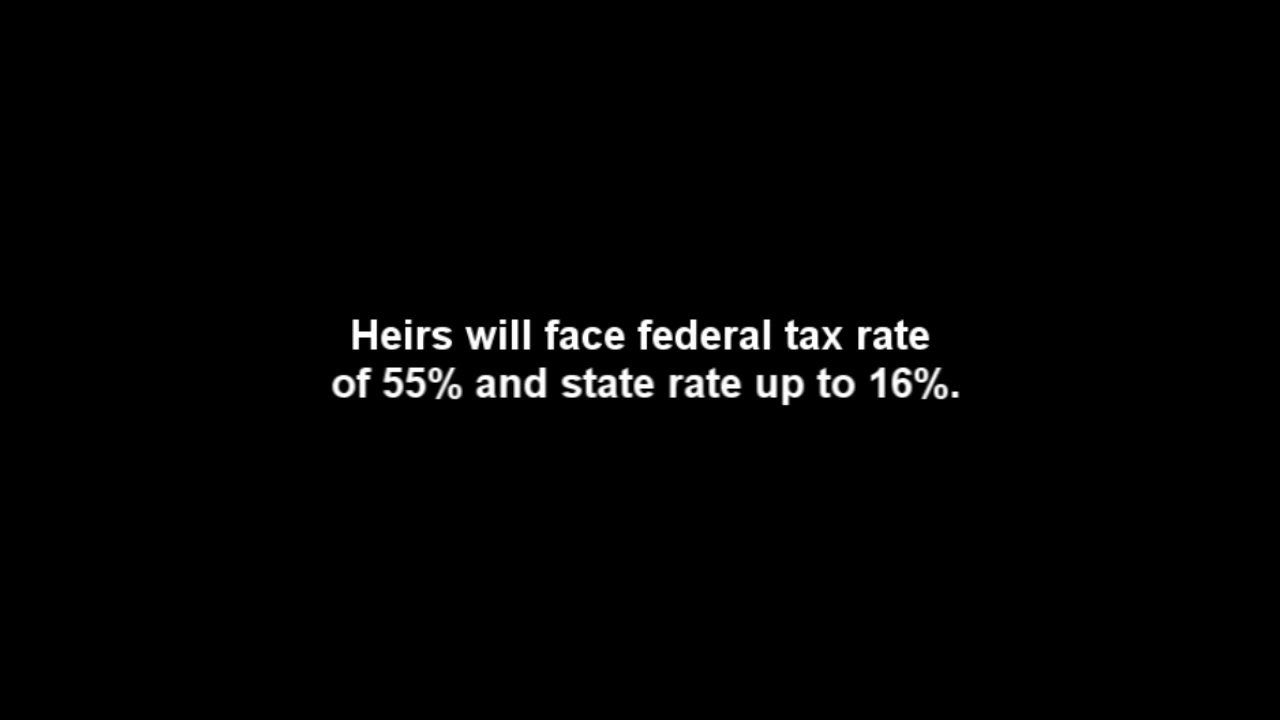 Heirs will face federal tax rate
of 55% and state rate up to 16%.